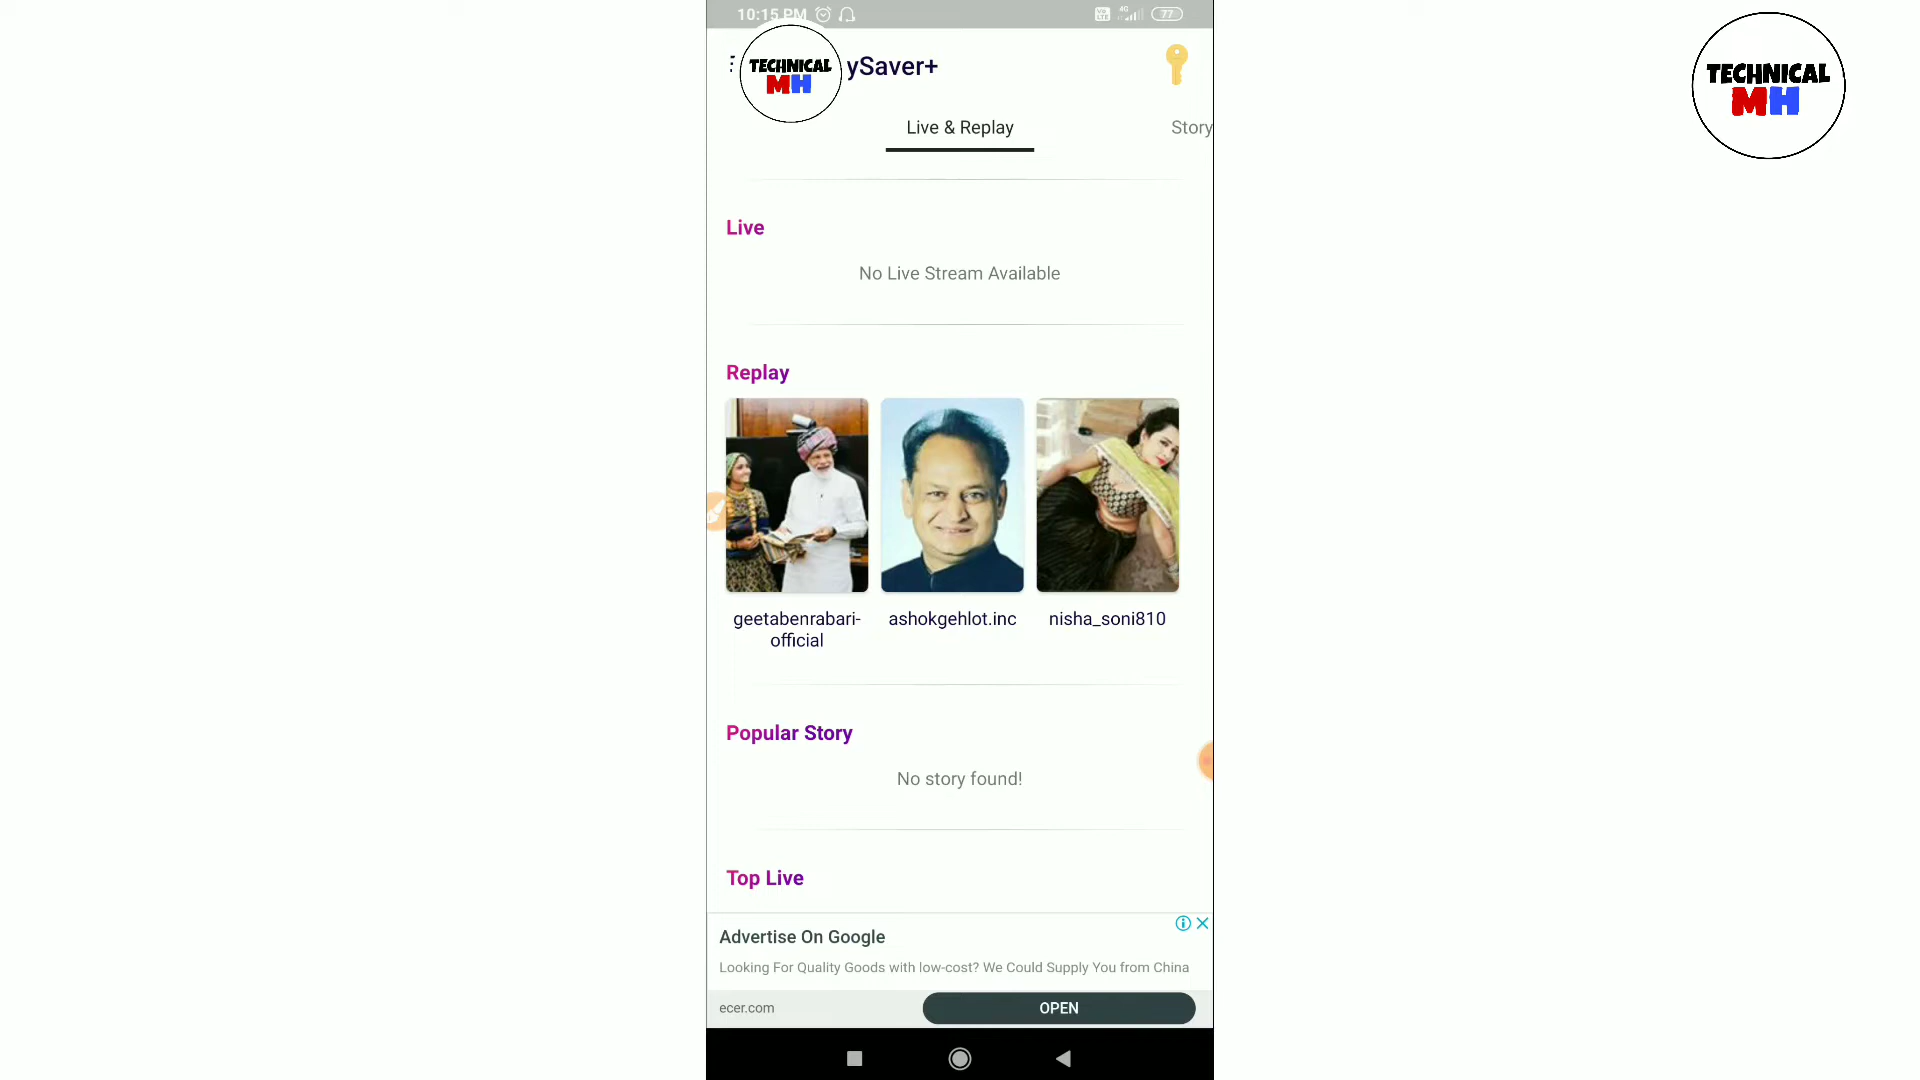 10:15 PM
4G
77
TECHNICAL
MH
ySaver+
TECHNICAL
MH
Live & Replay
Story
Live
No Live Stream Available
Replay
geetabenrabari-
official
ashokgehlot.inc
nisha_soni810
Popular Story
No story found!
Top Live
Advertise On Google
Looking For Quality Goods with low-cost? We Could Supply You from China
ecer.com
OPEN